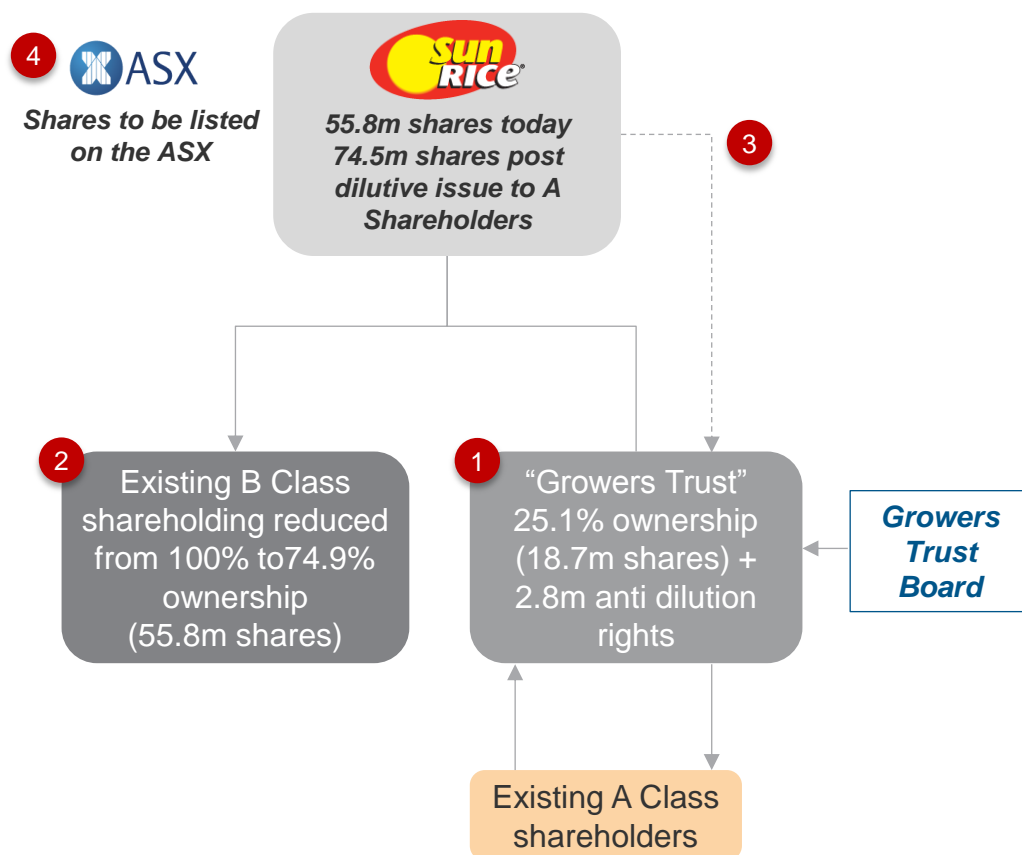 4
ASX
Shares to be listed
on the ASX
Sun
RICE®
55.8m shares today
74.5m shares post
dilutive issue to A
Shareholders
3
2
Existing B Class
shareholding reduced
from 100% to74.9%
ownership
(55.8m shares)
1
“Growers Trust”
25.1% ownership
(18.7m shares) +
2.8m anti dilution
rights
Growers
Trust
Board
Existing A Class
shareholders